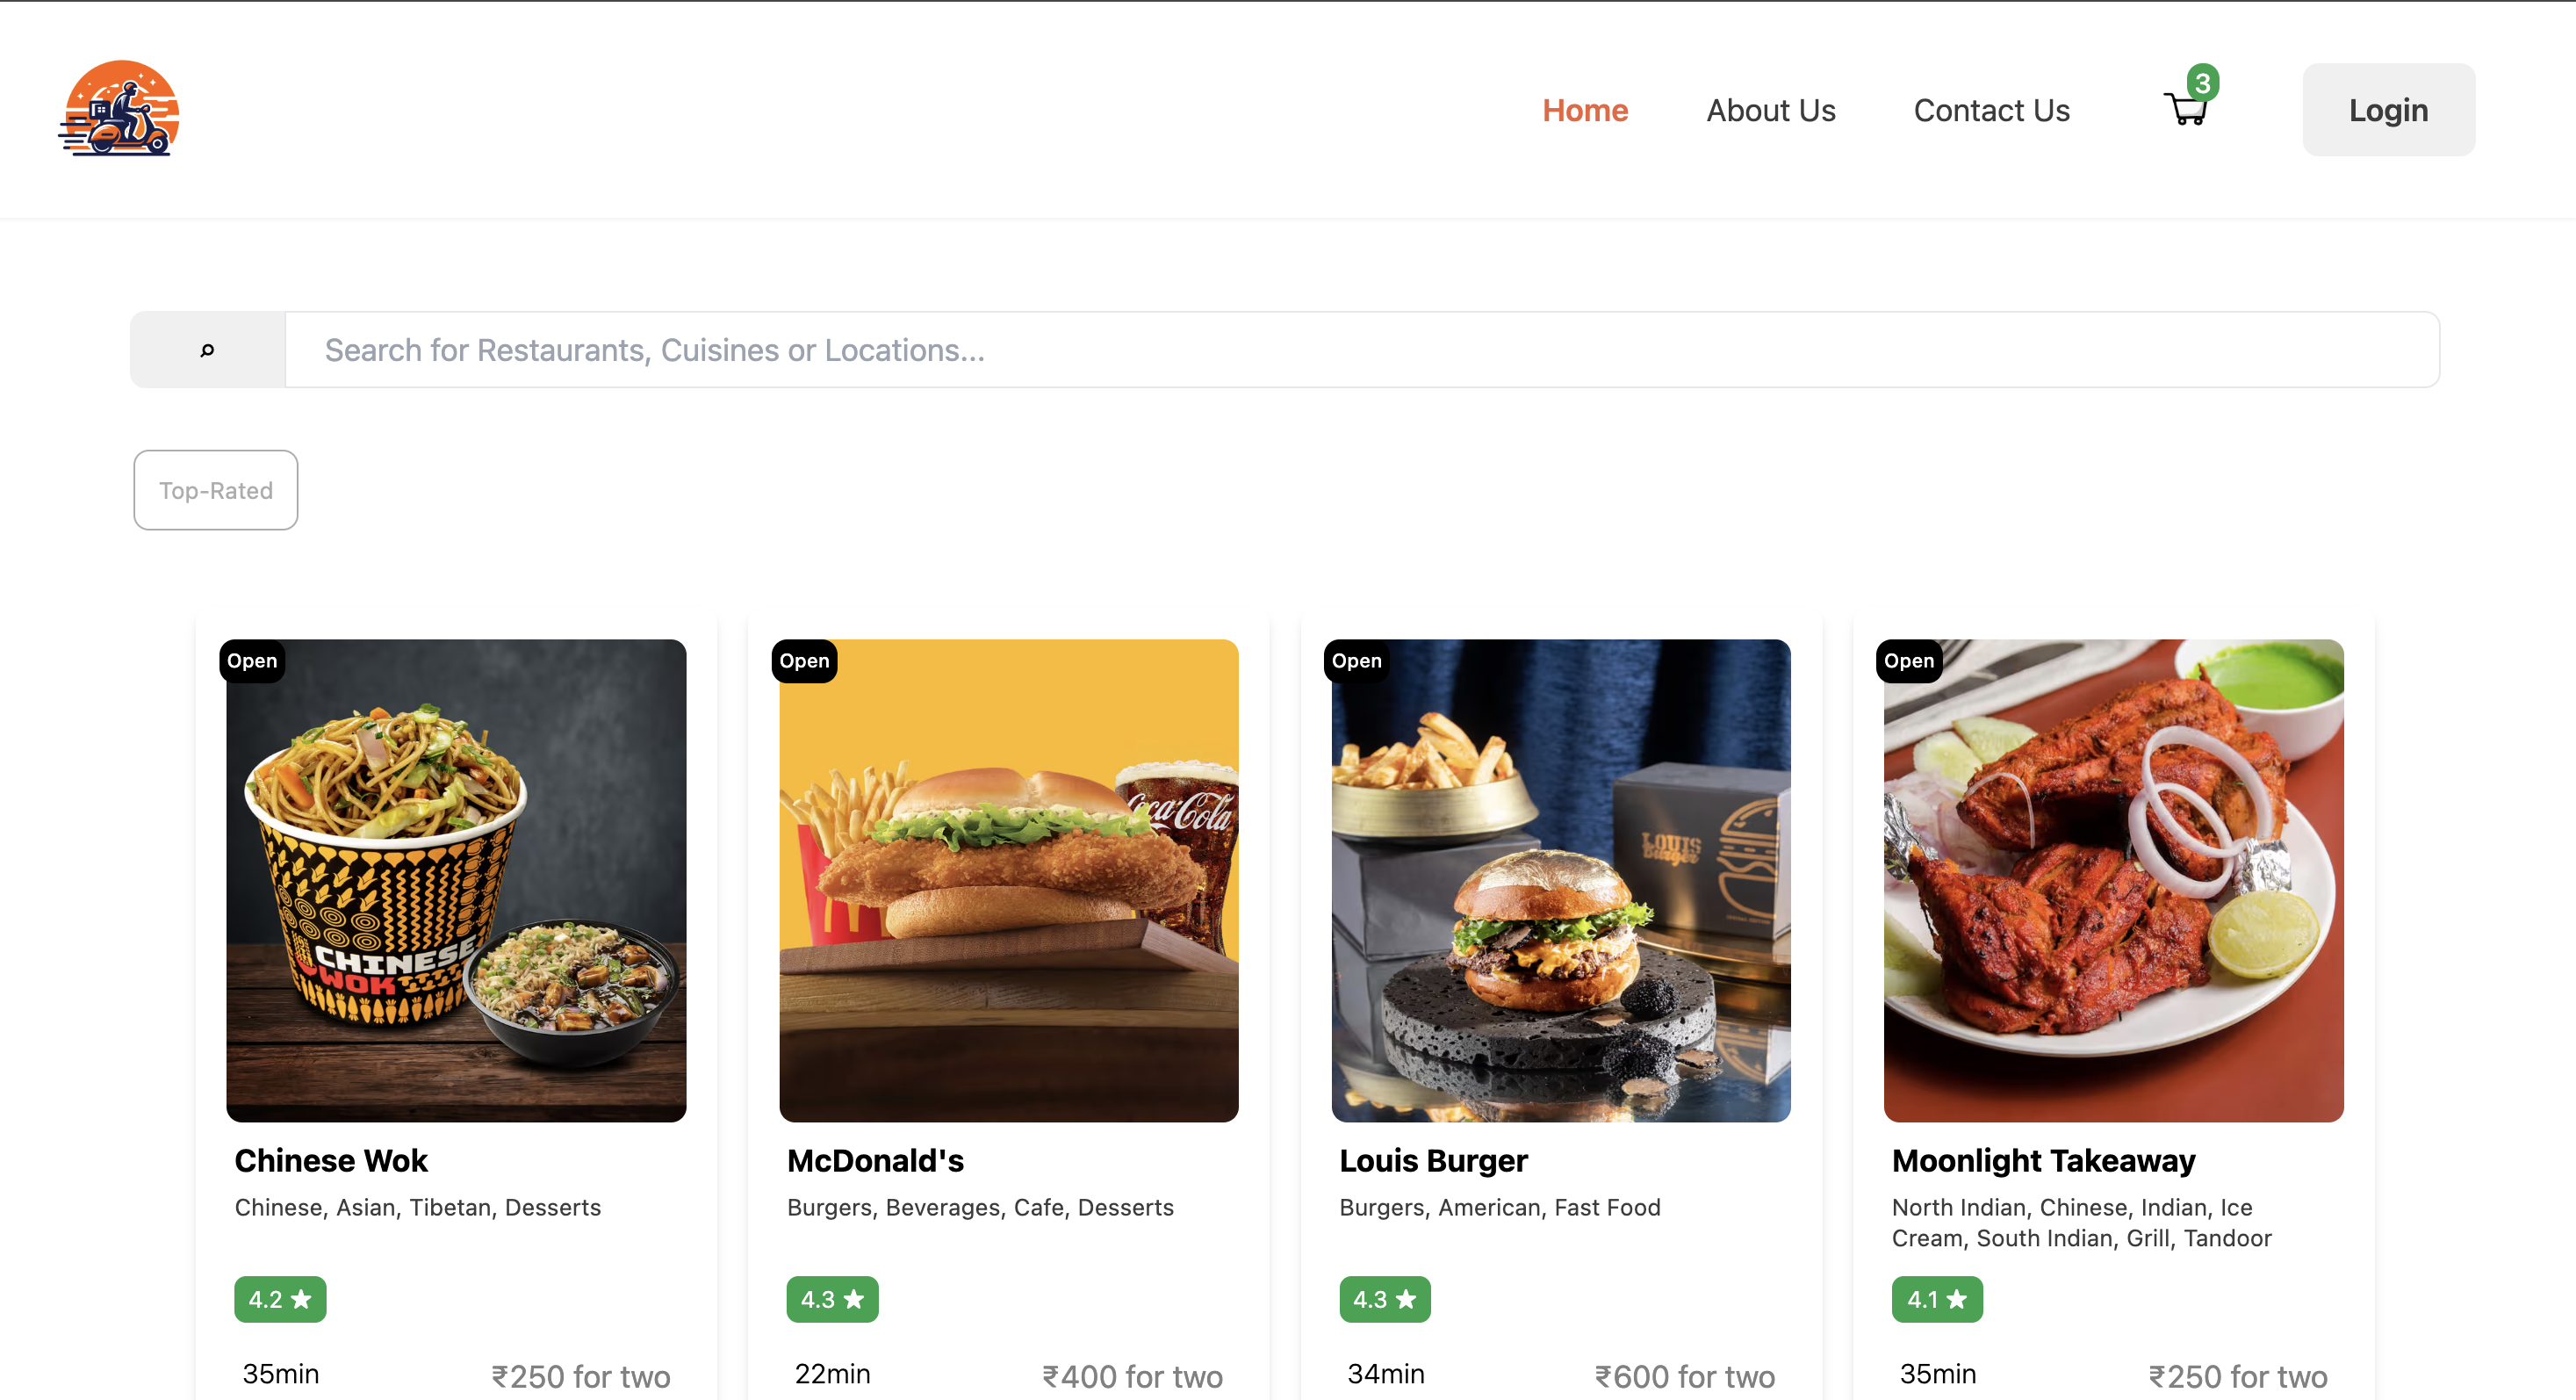 Home
About Us
Contact Us
3
Login
Search for Restaurants, Cuisines or Locations...
Top-Rated
Open
CHINESE
WOK
Chinese Wok
Chinese, Asian, Tibetan, Desserts
4.2 ★
35min
₹250 for two
Open
Coca-Cola
McDonald's
Burgers, Beverages, Cafe, Desserts
4.3 ★
22min
₹400 for two
Open
LOUIS
Burger
Louis Burger
Burgers, American, Fast Food
4.3 ★
34min
₹600 for two
Open
Moonlight Takeaway
North Indian, Chinese, Indian, Ice
Cream, South Indian, Grill, Tandoor
4.1 ★
35min
₹250 for two